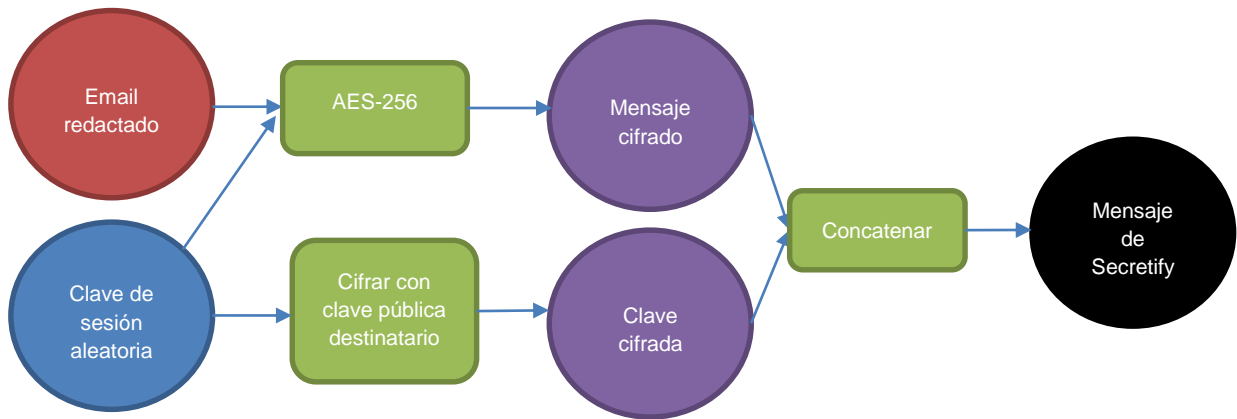 Email
redactado
AES-256
Mensaje
cifrado
Clave de
sesión
aleatoria
Cifrar con
clave pública
destinatario
Clave
cifrada
Concatenar
Mensaje
de
Secretify